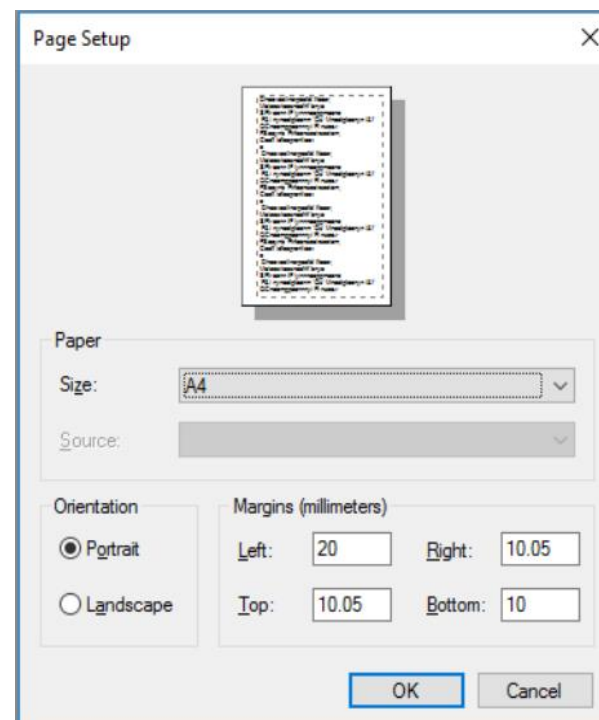 Page Setup
Paper
Size: A4
Source:
Orientation
Portrait
Landscape
Margins (millimeters)
Left: 20 Right: 10.05
Top: 10.05 Bottom: 10
OK Cancel